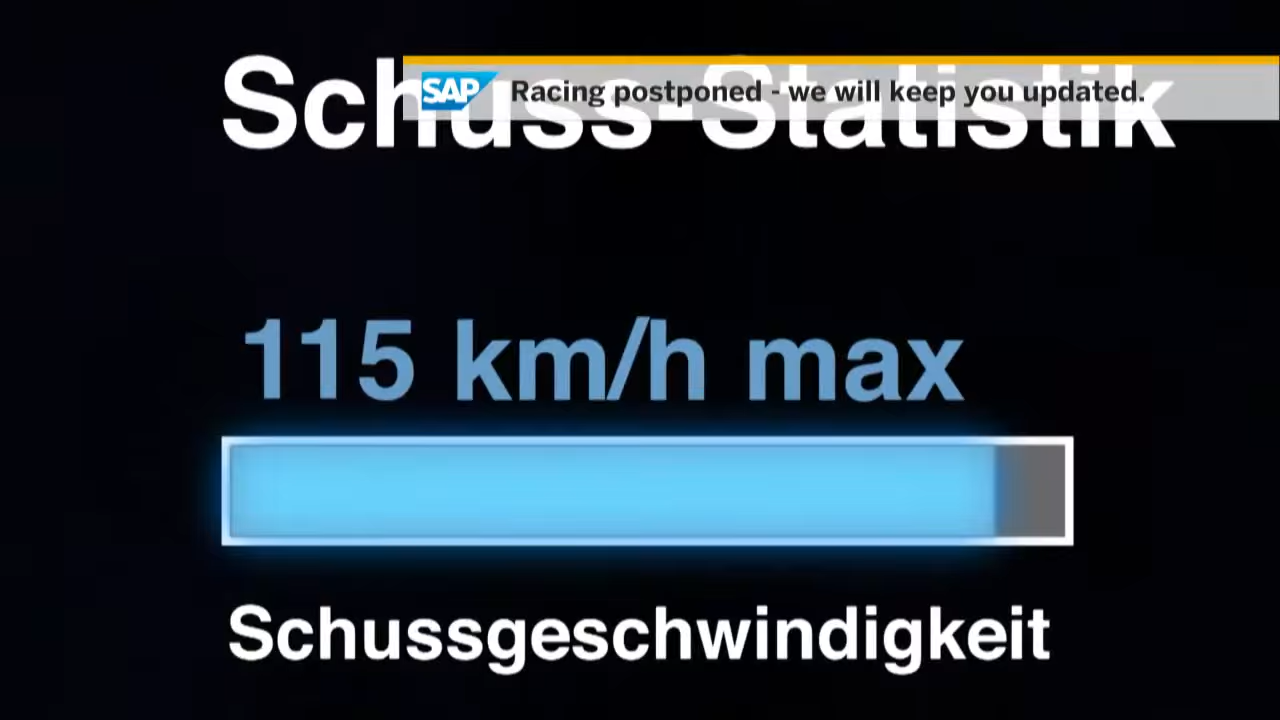 Schuss-Statistik
SAP Racing postponed - we will keep you updated.
115 km/h max
Schussgeschwindigkeit